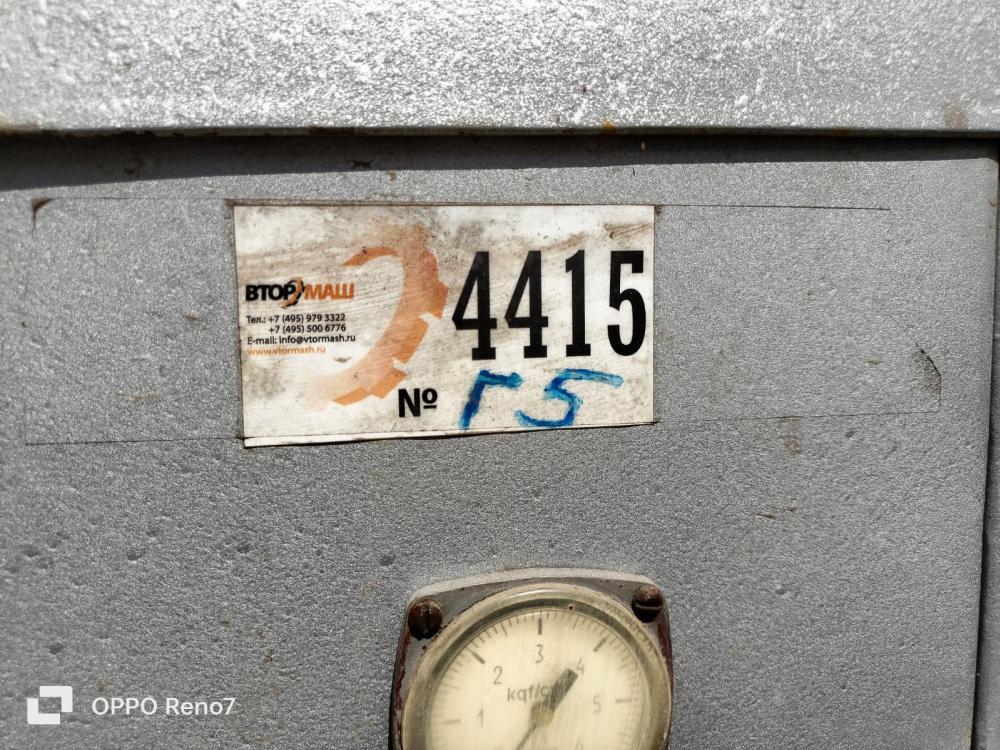 ВТОРМАШ
Тел.: +7 (495) 979 3322
+7 (495) 500 6776
E-mail: info@vtormash.ru
www.vtormash.ru
4415
№ Г5
3
2
4
kgf/c
1
5
OPPO Reno7